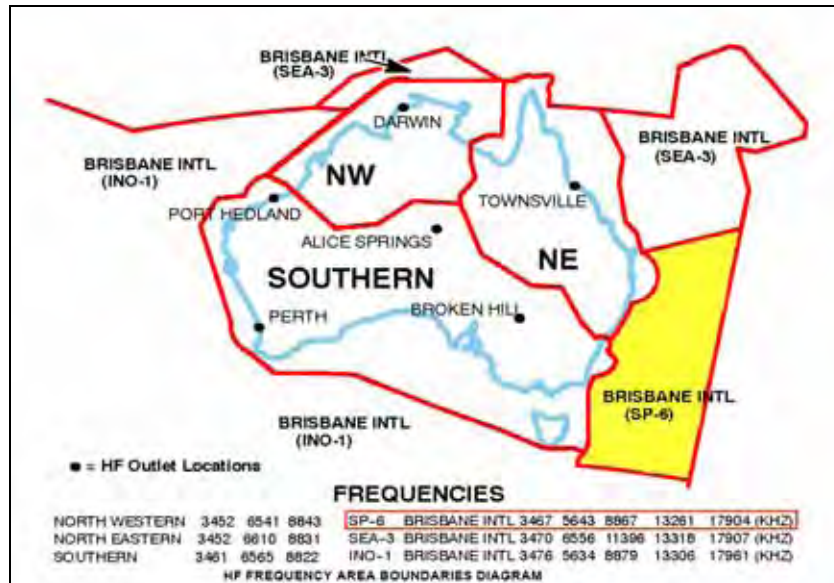 BRISBANE INTL
(SEA-3)
DARWIN
BRISBANE INTL
(SEA-3)
BRISBANE INTL
(INO-1)
NW
TOWNSVILLE
PORT HEDLAND
ALICE SPRINGS
NE
SOUTHERN
PERTH
BROKEN HILL
BRISBANE INTL
(SP-6)
BRISBANE INTL
(INO-1)
● = HF Outlet Locations
FREQUENCIES
NORTH WESTERN 3452 6541 8843
SP-6 BRISBANE INTL 3467 5643 8867 13261 17904 (KHZ)
NORTH EASTERN 3452 6610 8831
SEA-3 BRISBANE INTL 3470 6556 11396 13318 17907 (KHZ)
SOUTHERN 3461 6565 8822
INO-1 BRISBANE INTL 3476 5634 8879 13306 17961 (KHZ)
HF FREQUENCY AREA BOUNDARIES DIAGRAM